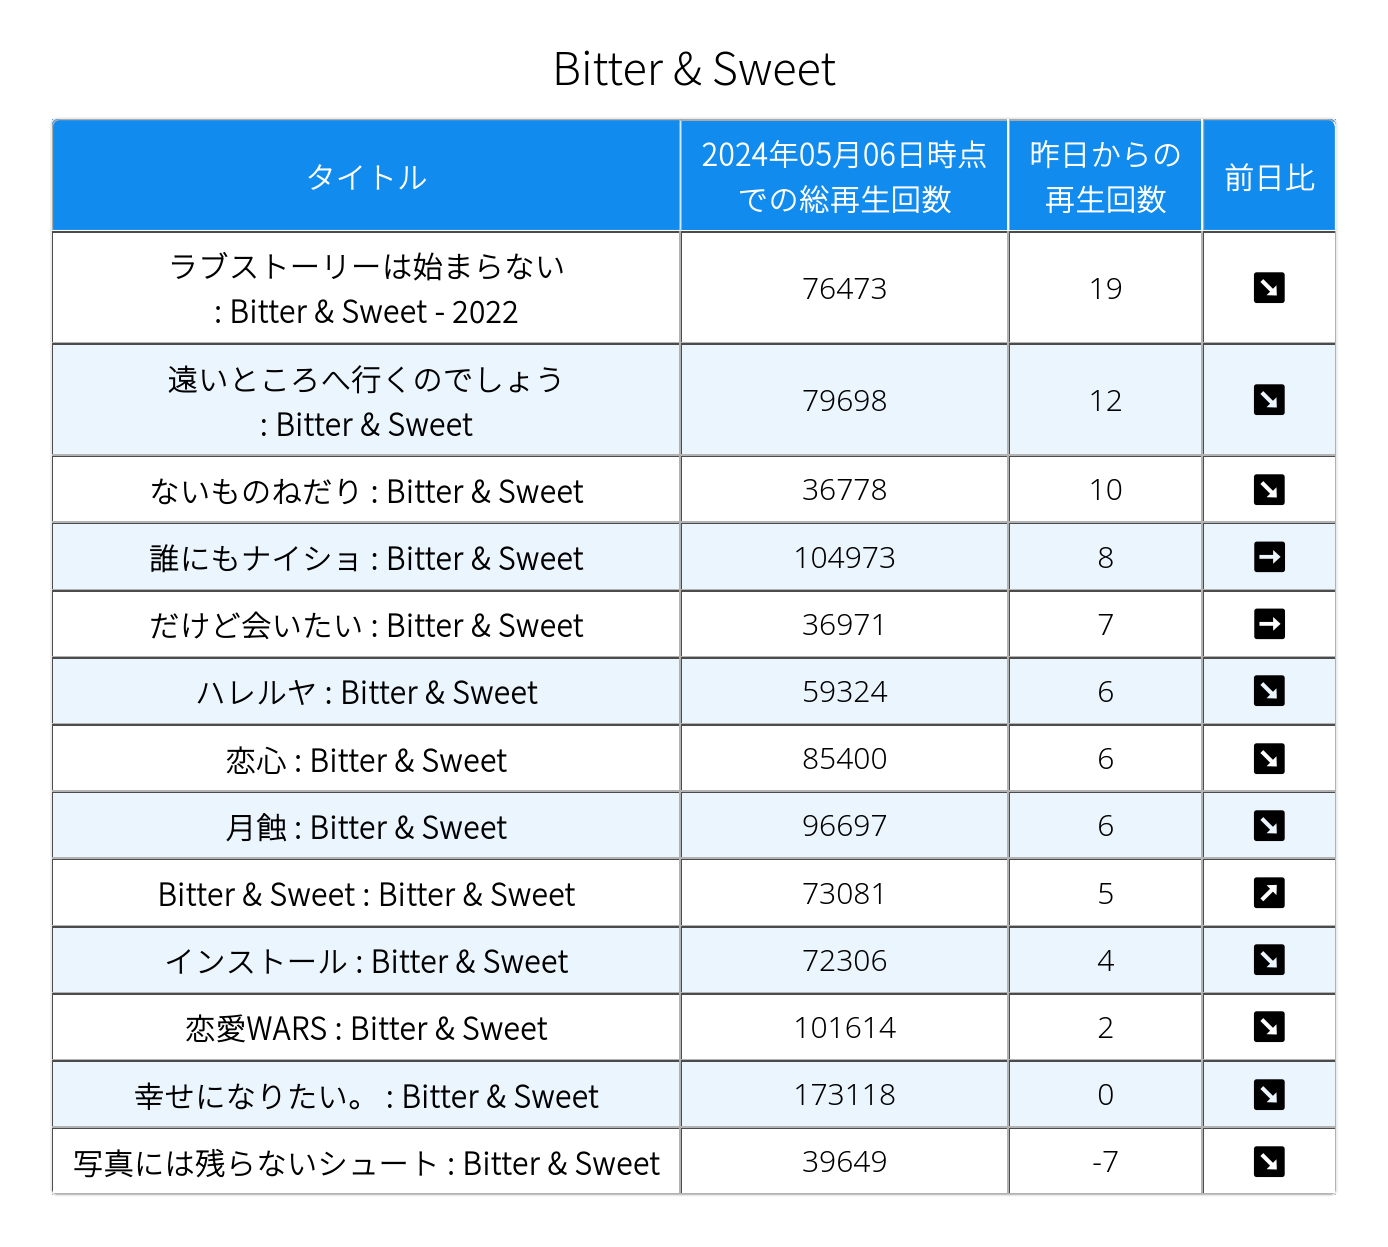 Bitter & Sweet
タイトル
2024年05月06日時点
での総再生回数
昨日からの
再生回数
前日比
ラブストーリーは始まらない
: Bitter & Sweet - 2022
76473
19
↘
遠いところへ行くのでしょう
: Bitter & Sweet
79698
12
↘
ないものねだり : Bitter & Sweet
36778
10
↘
誰にもナイショ : Bitter & Sweet
104973
8
→
だけど会いたい : Bitter & Sweet
36971
7
→
ハレルヤ : Bitter & Sweet
59324
6
↘
恋心 : Bitter & Sweet
85400
6
↘
月蝕 : Bitter & Sweet
96697
6
↘
Bitter & Sweet : Bitter & Sweet
73081
5
↗
インストール : Bitter & Sweet
72306
4
↘
恋愛WARS : Bitter & Sweet
101614
2
↘
幸せになりたい。 : Bitter & Sweet
173118
0
↘
写真には残らないシュート : Bitter & Sweet
39649
-7
↘